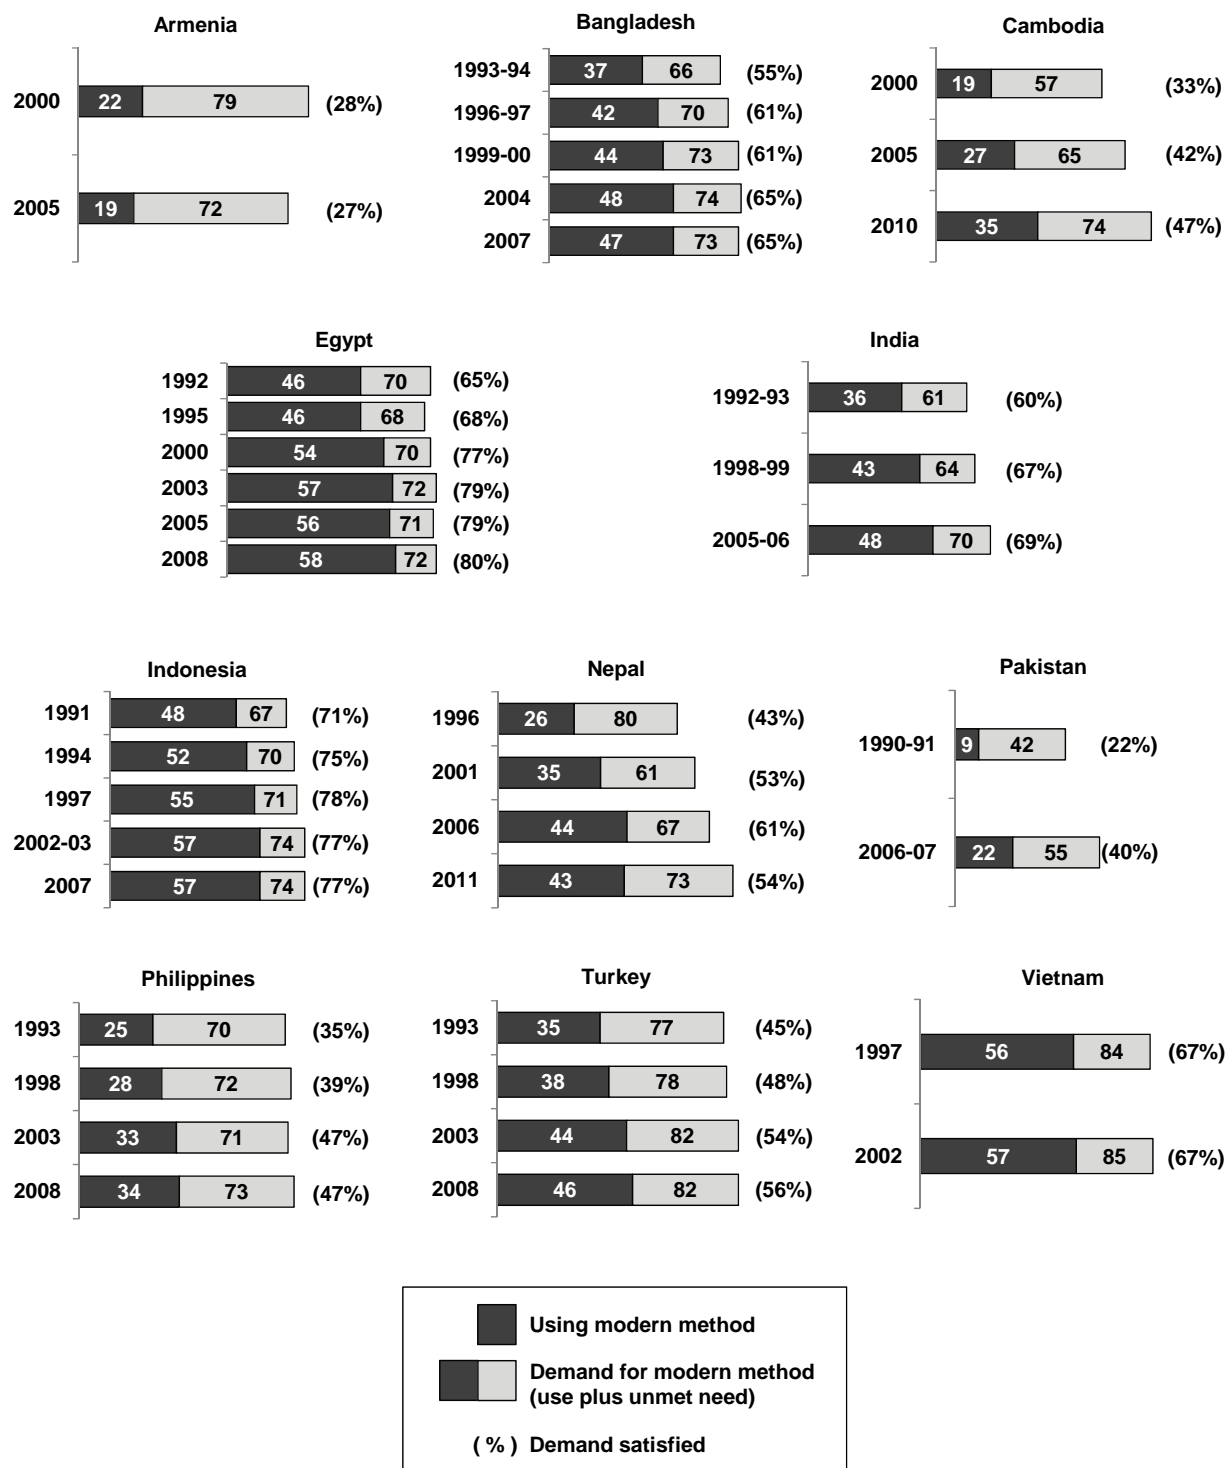 Armenia
2000 22 79 (28%)
2005 19 72 (27%)
Bangladesh
1993-94 37 66 (55%)
1996-97 42 70 (61%)
1999-00 44 73 (61%)
2004 48 74 (65%)
2007 47 73 (65%)
Cambodia
2000 19 57 (33%)
2005 27 65 (42%)
2010 35 74 (47%)
Egypt
1992 46 70 (65%)
1995 46 68 (68%)
2000 54 70 (77%)
2003 57 72 (79%)
2005 56 71 (79%)
2008 58 72 (80%)
India
1992-93 36 61 (60%)
1998-99 43 64 (67%)
2005-06 48 70 (69%)
Indonesia
1991 48 67 (71%)
1994 52 70 (75%)
1997 55 71 (78%)
2002-03 57 74 (77%)
2007 57 74 (77%)
Nepal
1996 26 80 (43%)
2001 35 61 (53%)
2006 44 67 (61%)
2011 43 73 (54%)
Pakistan
1990-91 9 42 (22%)
2006-07 22 55 (40%)
Philippines
1993 25 70 (35%)
1998 28 72 (39%)
2003 33 71 (47%)
2008 34 73 (47%)
Turkey
1993 35 77 (45%)
1998 38 78 (48%)
2003 44 82 (54%)
2008 46 82 (56%)
Vietnam
1997 56 84 (67%)
2002 57 85 (67%)
Using modern method
Demand for modern method
(use plus unmet need)
( % ) Demand satisfied